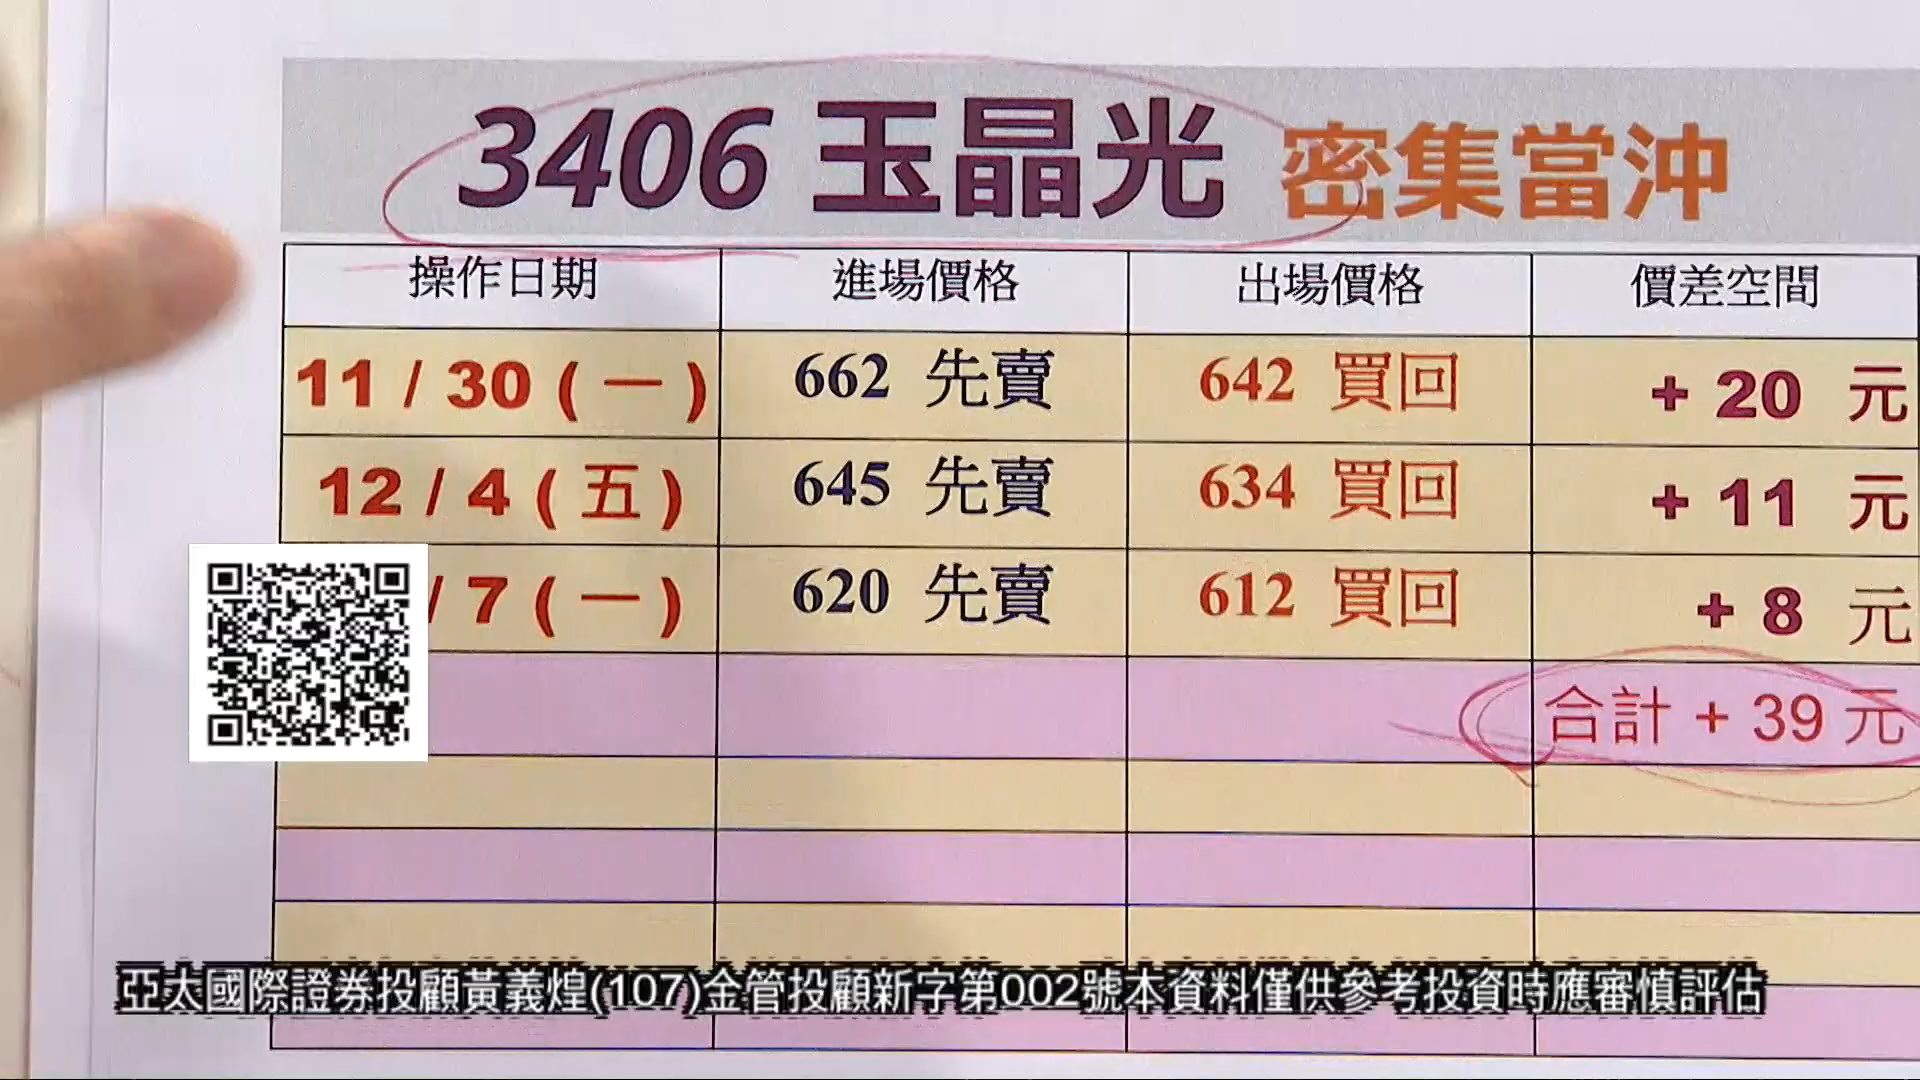 3406 玉晶光 密集當沖
操作日期 進場價格 出場價格 價差空間
11 / 30 ( 一 ) 662 先賣 642 買回 + 20 元
12 / 4 ( 五 ) 645 先賣 634 買回 + 11 元
/ 7 ( 一 ) 620 先賣 612 買回 + 8 元
合計 + 39 元
亞太國際證券投顧黃義煌(107)金管投顧新字第002號本資料僅供參考投資時應審慎評估